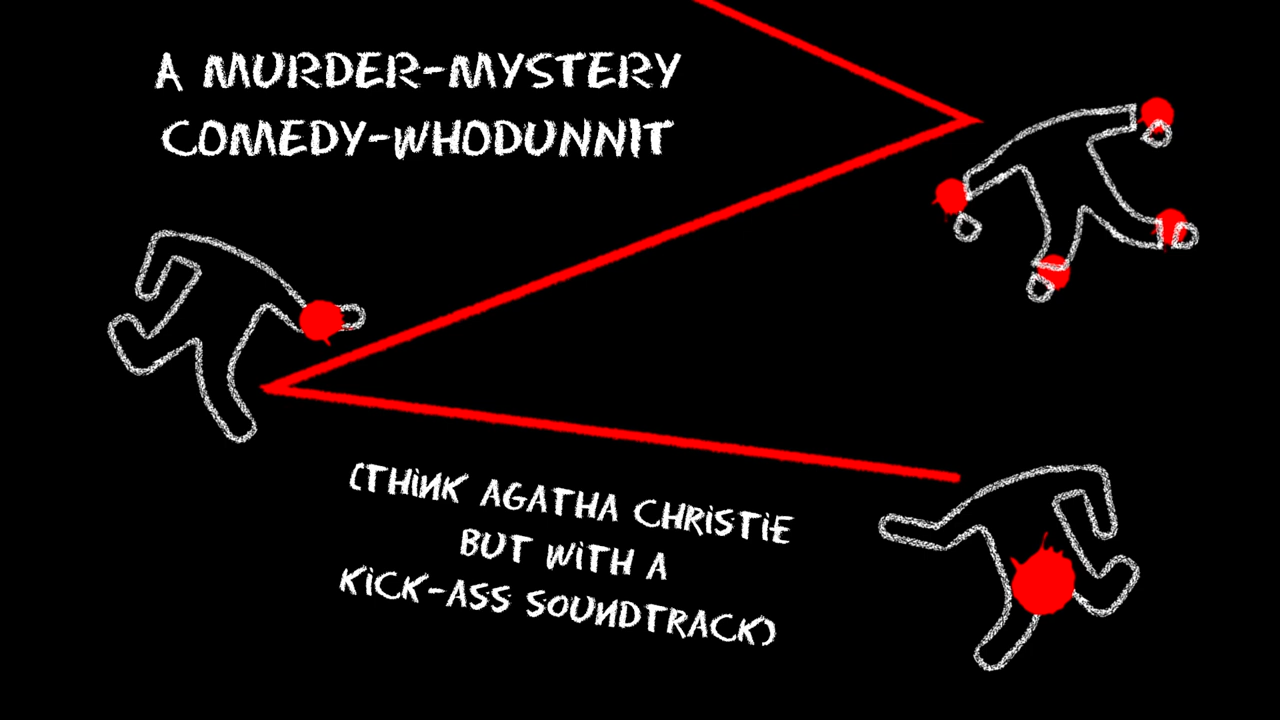 A MURDER-MYSTERY
COMEDY-WHODUNNIT
(THiNK AGATHA CHRiSTiE
BUT WiTH A
KiCK-ASS SOUNDTRACK)